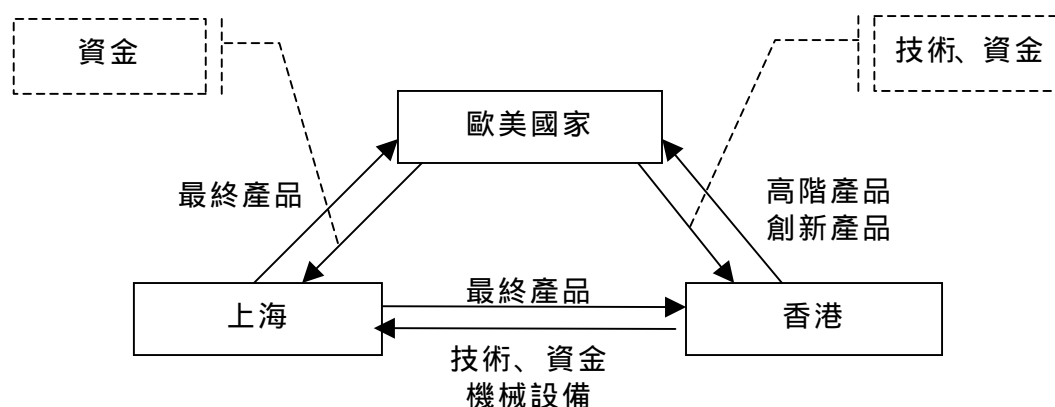 資金
技術、資金
歐美國家
最終產品
高階產品
創新產品
最終產品
上海
香港
技術、資金
機械設備